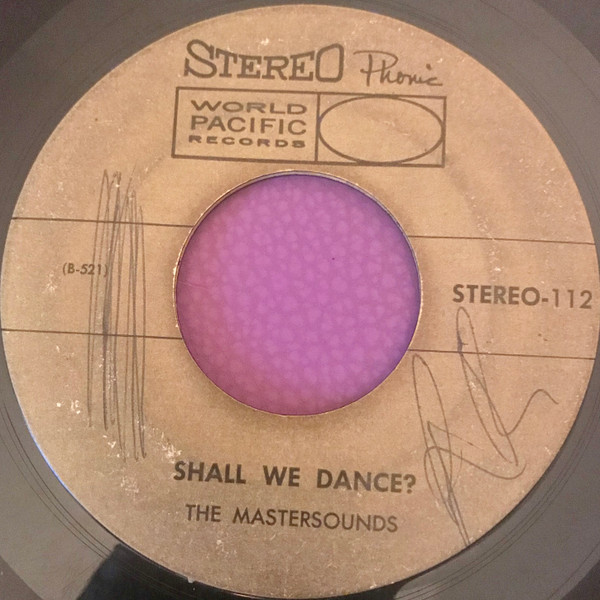 STEREO Phonic
WORLD
PACIFIC
RECORDS
(B-521)
STEREO-112
SHALL WE DANCE?
THE MASTERSOUNDS